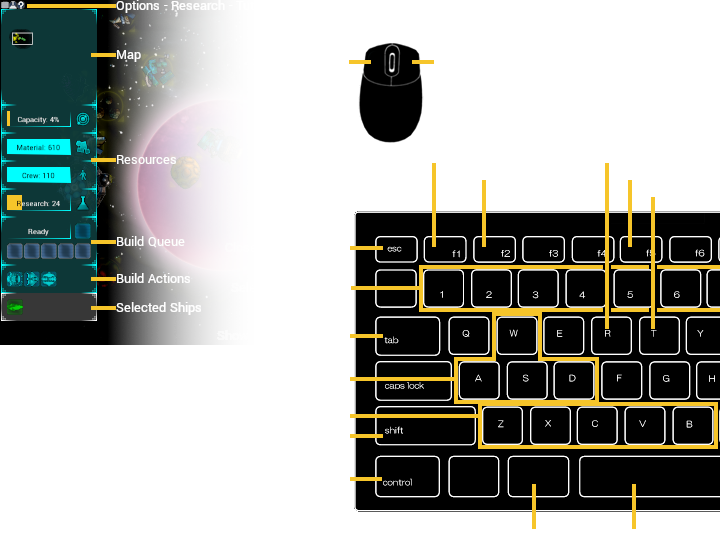 Options - Research -
Map
Capacity: 4%
Material: 610
Resources
Crew: 110
Research: 24
Ready
Build Queue
Build Actions
Selected Ships
esc f1 f2 f3 f4 f5 f6
1 2 3 4 5 6
tab Q W E R T Y
caps lock A S D F G H
shift Z X C V B
control